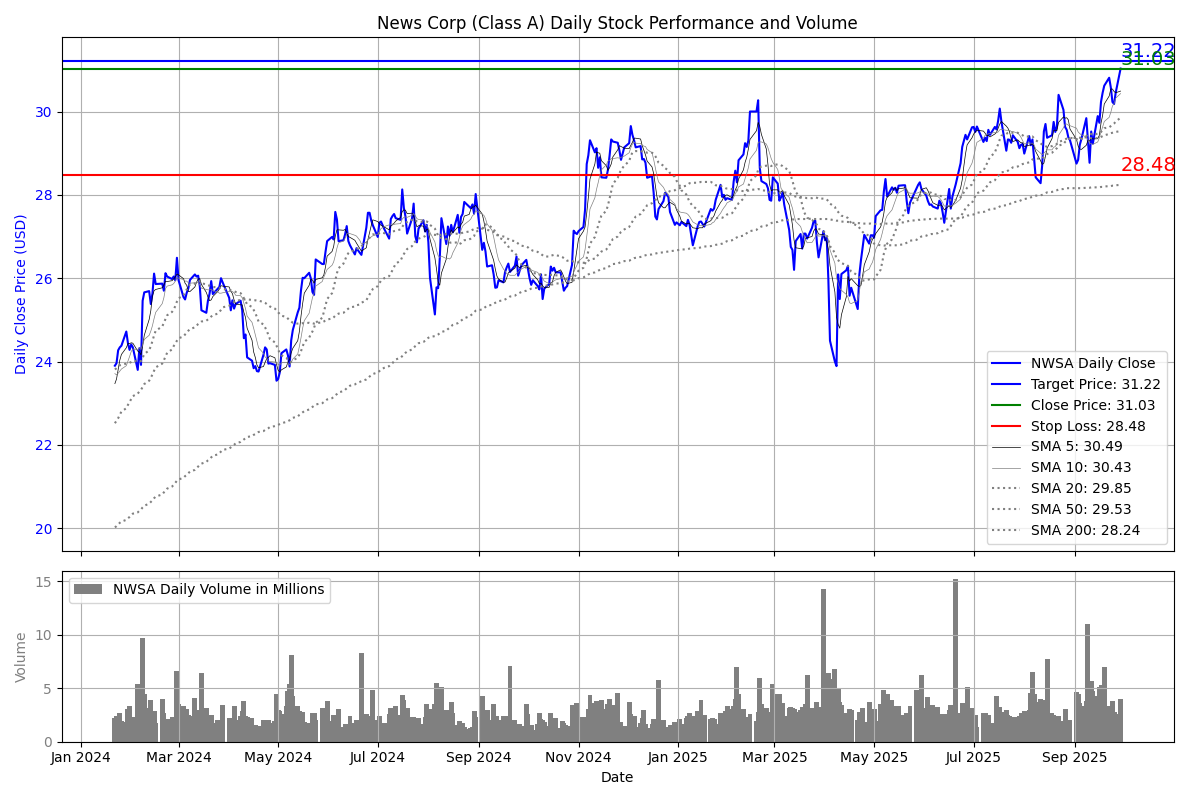 News Corp (Class A) Daily Stock Performance and Volume
31.22
31.03
28.48
Daily Close Price (USD)
30
28
26
24
22
20
NWSA Daily Close
Target Price: 31.22
Close Price: 31.03
Stop Loss: 28.48
SMA 5: 30.49
SMA 10: 30.43
SMA 20: 29.85
SMA 50: 29.53
SMA 200: 28.24
NWSA Daily Volume in Millions
Volume
15
10
5
0
Jan 2024 Mar 2024 May 2024 Jul 2024 Sep 2024 Nov 2024 Jan 2025 Mar 2025 May 2025 Jul 2025 Sep 2025
Date